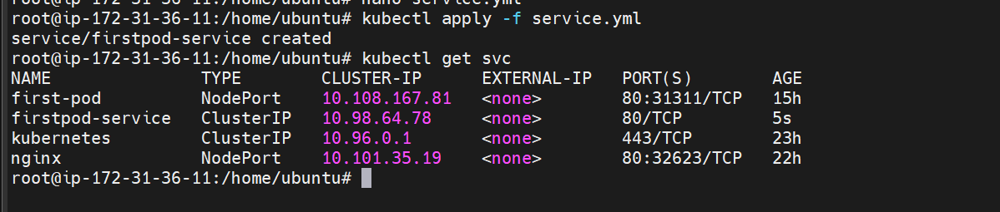 root@ip-172-31-36-11:/home/ubuntu# nano service.yml
root@ip-172-31-36-11:/home/ubuntu# kubectl apply -f service.yml
service/firstpod-service created
root@ip-172-31-36-11:/home/ubuntu# kubectl get svc
NAME TYPE CLUSTER-IP EXTERNAL-IP PORT(S) AGE
first-pod NodePort 10.108.167.81 <none> 80:31311/TCP 15h
firstpod-service ClusterIP 10.98.64.78 <none> 80/TCP 5s
kubernetes ClusterIP 10.96.0.1 <none> 443/TCP 23h
nginx NodePort 10.101.35.19 <none> 80:32623/TCP 22h
root@ip-172-31-36-11:/home/ubuntu#